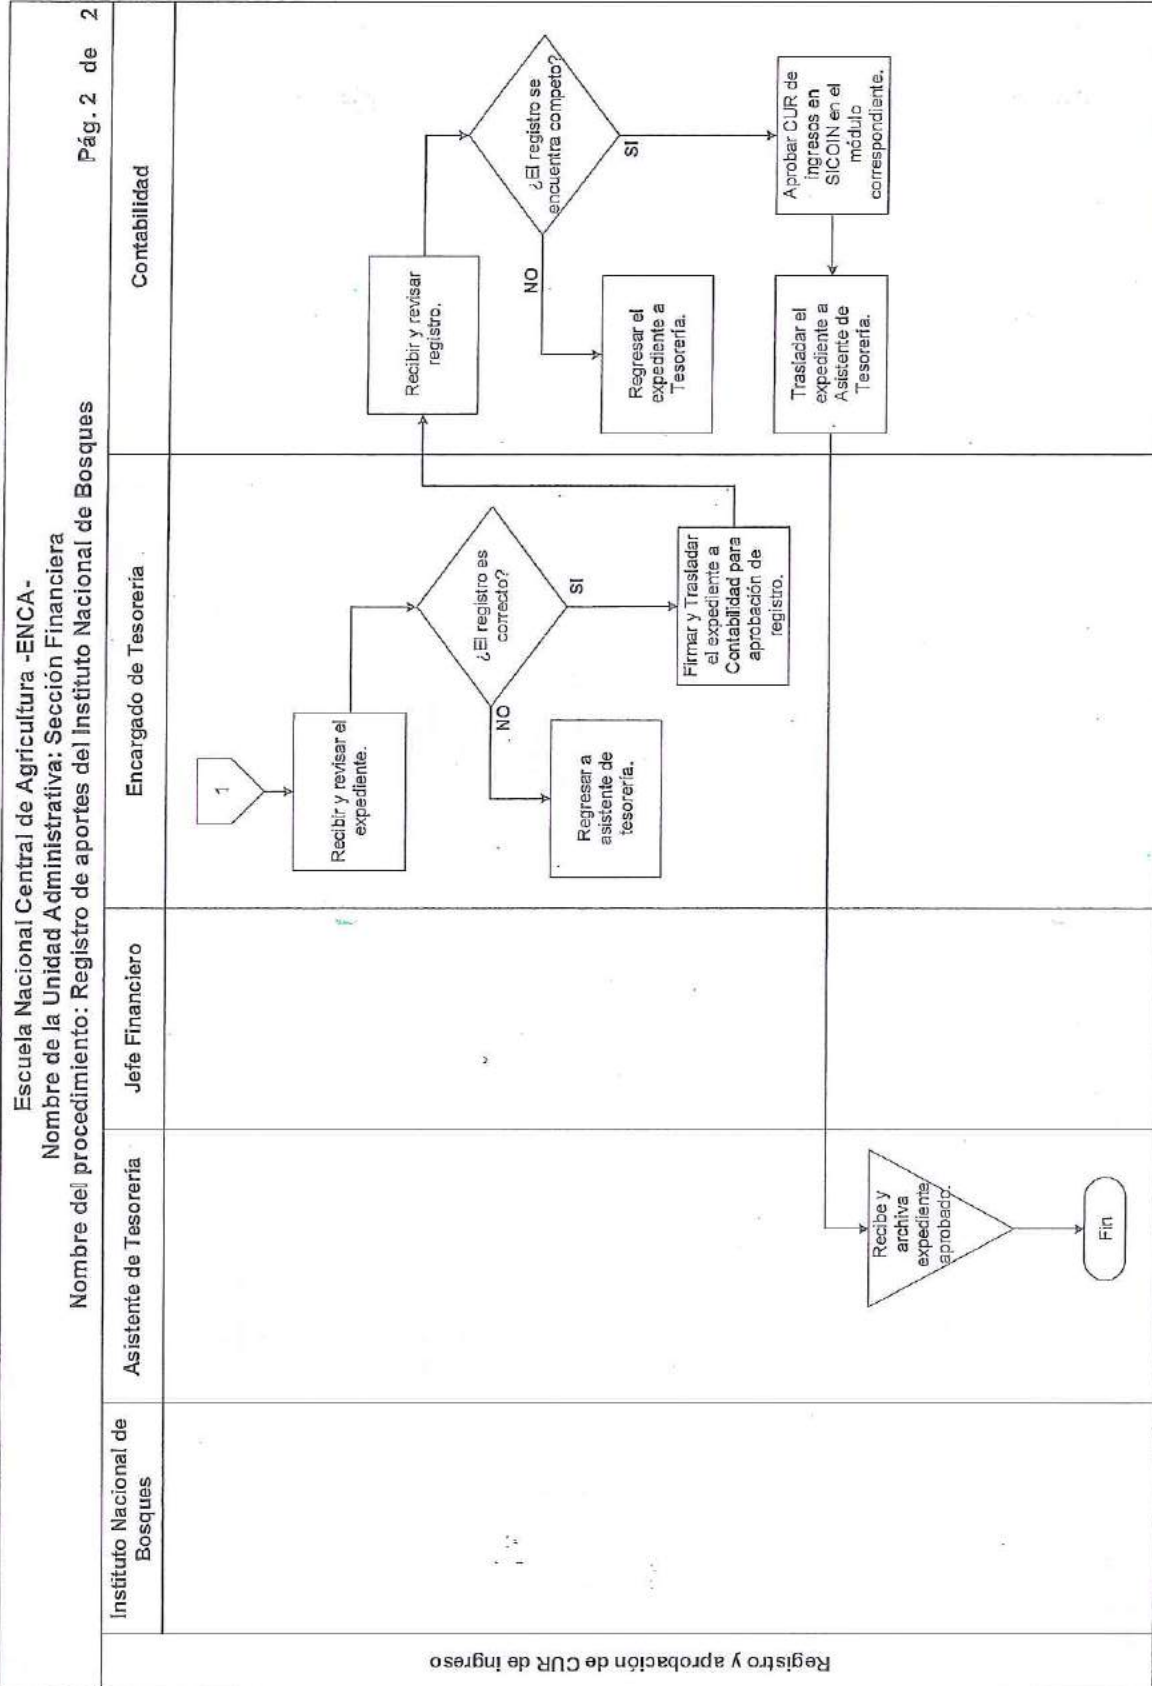 Escuela Nacional Central de Agricultura -ENCA-
Nombre de la Unidad Administrativa: Sección Financiera
Nombre del procedimiento: Registro de aportes del Instituto Nacional de Bosques
Pág. 2 de 2
Instituto Nacional de
Bosques
Asistente de Tesorería
Jefe Financiero
Encargado de Tesorería
Contabilidad
Registro y aprobación de CUR de ingreso
1
Recibir y revisar el
expediente.
¿El registro es
correcto?
NO
SI
Regresar a
asistente de
tesorería.
Firmar y Trasladar
el expediente a
Contabilidad para
aprobación de
registro.
Recibir y revisar
registro.
¿El registro se
encuentra competo?
NO
SI
Regresar el
expediente a
Tesorería.
Aprobar CUR de
ingresos en
SICOIN en el
módulo
correspondiente.
Trasladar el
expediente a
Asistente de
Tesorería.
Recibe y
archiva
expediente
aprobado.
Fin